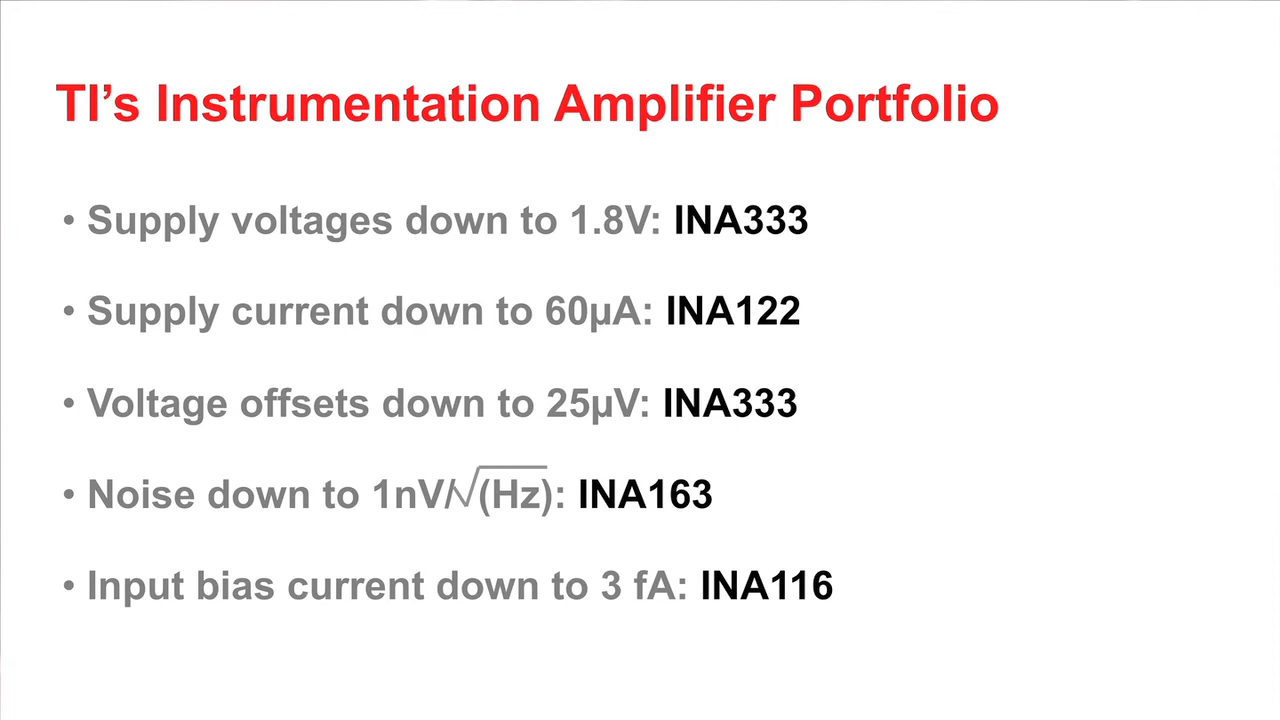 TI’s Instrumentation Amplifier Portfolio
• Supply voltages down to 1.8V: INA333
• Supply current down to 60µA: INA122
• Voltage offsets down to 25µV: INA333
• Noise down to 1nV/√(Hz): INA163
• Input bias current down to 3 fA: INA116